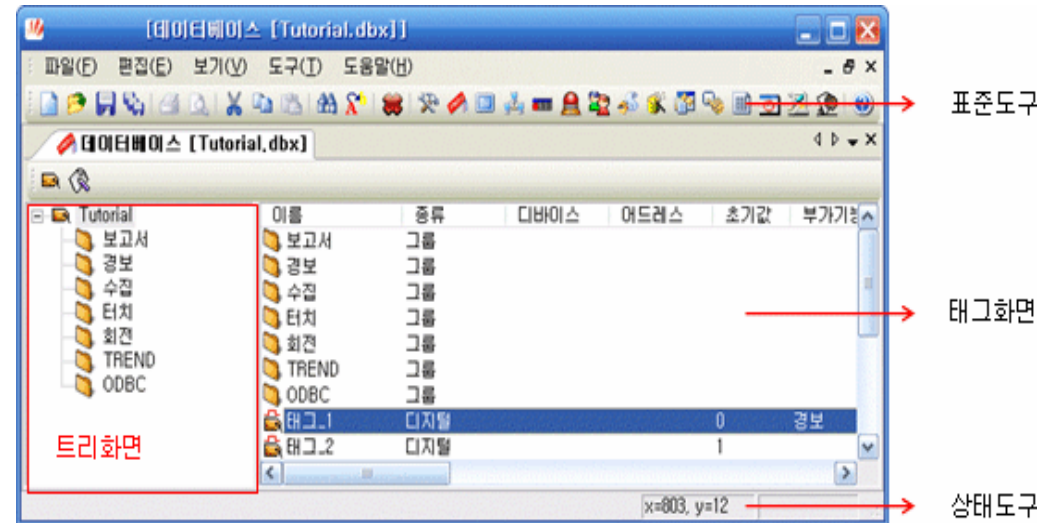 [데이터베이스 [Tutorial.dbx]]
파일(F) 편집(E) 보기(V) 도구(T) 도움말(H)
표준도구
데이터베이스 [Tutorial.dbx]
Tutorial
보고서
경보
수집
터치
회전
TREND
ODBC
트리화면
이름 종류 디바이스 어드레스 초기값
보고서 그룹
경보 그룹
수집 그룹
터치 그룹
회전 그룹
TREND 그룹
ODBC 그룹
태그_1 디지털 0 경보
태그_2 디지털 1
태그화면
x=803, y=12
상태도구